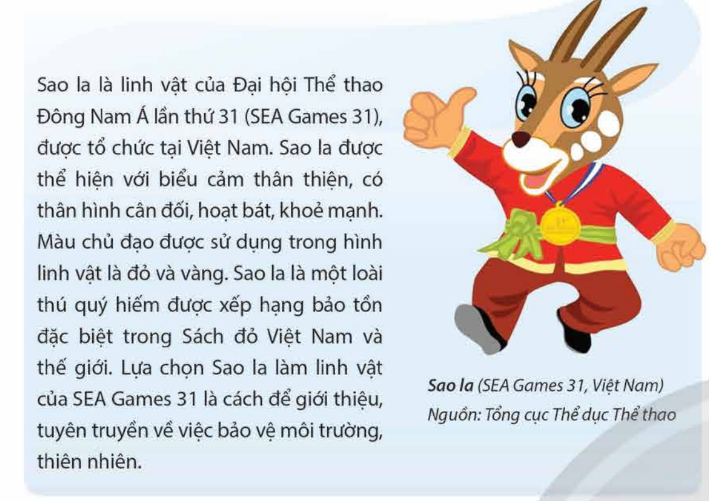 Sao la là linh vật của Đại hội Thể thao
Đông Nam Á lần thứ 31 (SEA Games 31),
được tổ chức tại Việt Nam. Sao la được
thể hiện với biểu cảm thân thiện, có
thân hình cân đối, hoạt bát, khoẻ mạnh.
Màu chủ đạo được sử dụng trong hình
linh vật là đỏ và vàng. Sao la là một loài
thú quý hiếm được xếp hạng bảo tồn
đặc biệt trong Sách đỏ Việt Nam và
thế giới. Lựa chọn Sao la làm linh vật
của SEA Games 31 là cách để giới thiệu,
tuyên truyền về việc bảo vệ môi trường,
thiên nhiên.
Sao la (SEA Games 31, Việt Nam)
Nguồn: Tổng cục Thể dục Thể thao